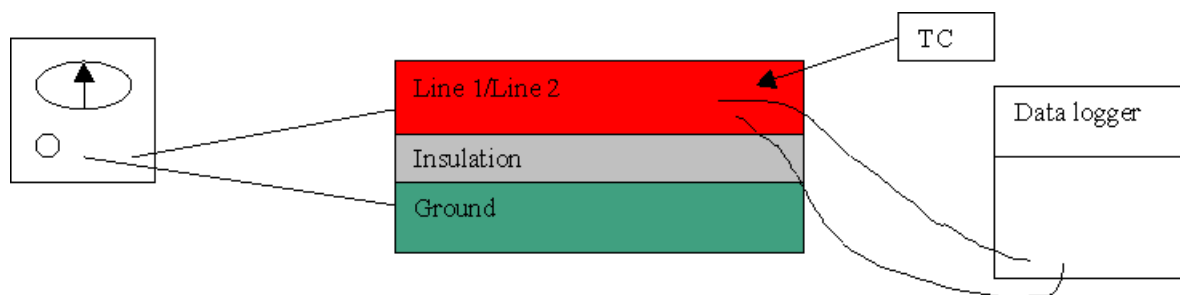 TC
Line 1/Line 2
Data logger
Insulation
Ground